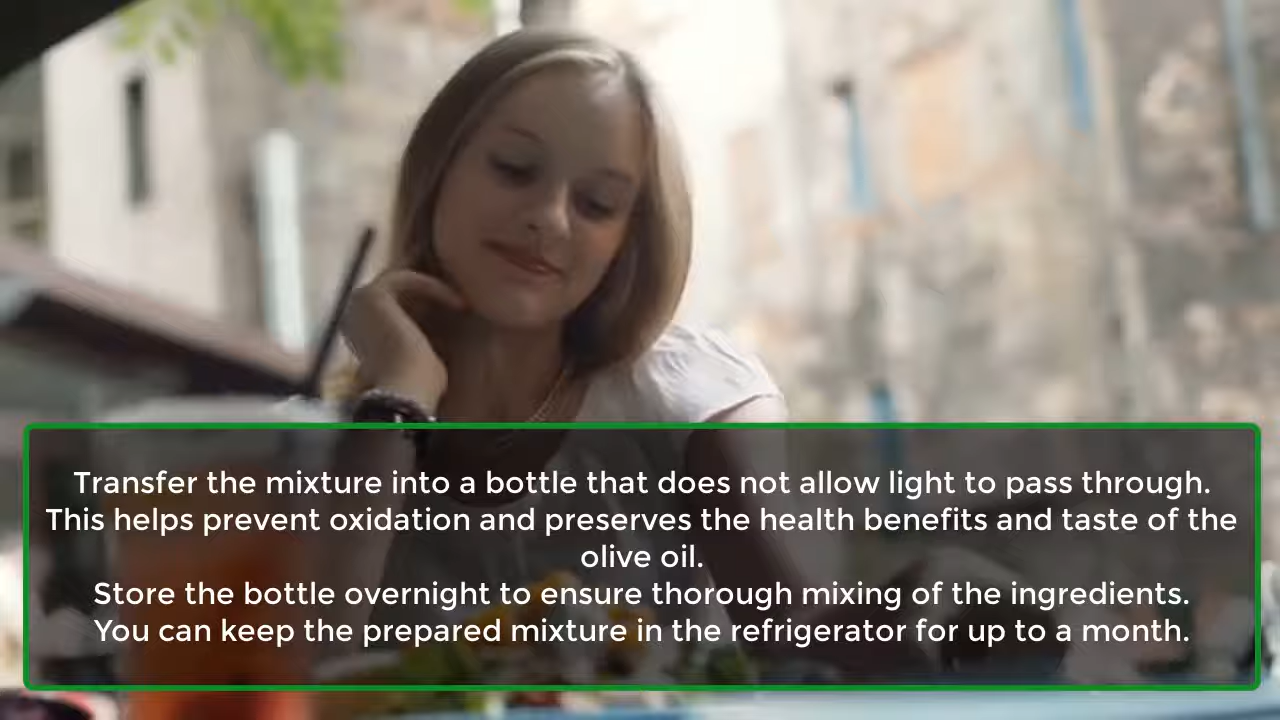 Transfer the mixture into a bottle that does not allow light to pass through.
This helps prevent oxidation and preserves the health benefits and taste of the
olive oil.
Store the bottle overnight to ensure thorough mixing of the ingredients.
You can keep the prepared mixture in the refrigerator for up to a month.